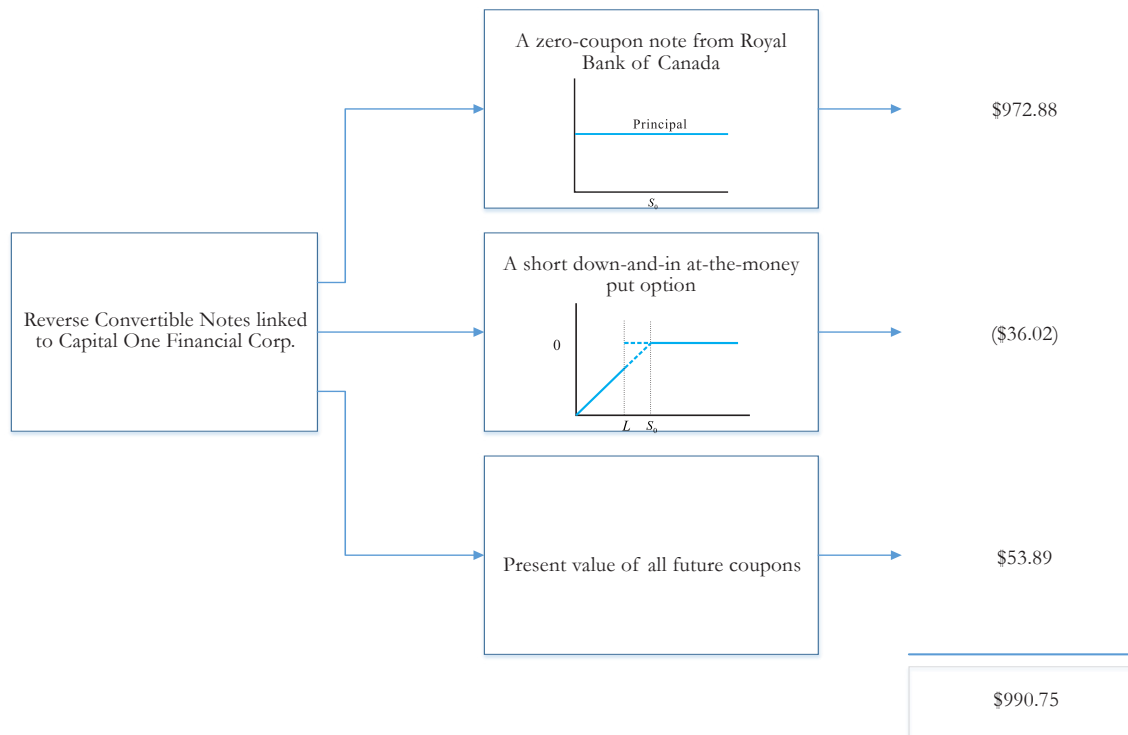 A zero-coupon note from Royal
Bank of Canada
Principal
S₀
$972.88
Reverse Convertible Notes linked
to Capital One Financial Corp.
A short down-and-in at-the-money
put option
0
L S₀
($36.02)
Present value of all future coupons
$53.89
$990.75